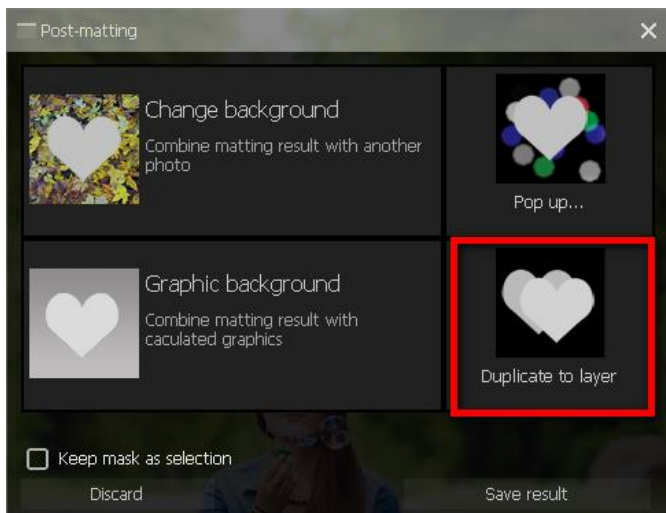 Post-matting
Change background
Combine matting result with another
photo
Pop up...
Graphic background
Combine matting result with
caculated graphics
Duplicate to layer
Keep mask as selection
Discard
Save result